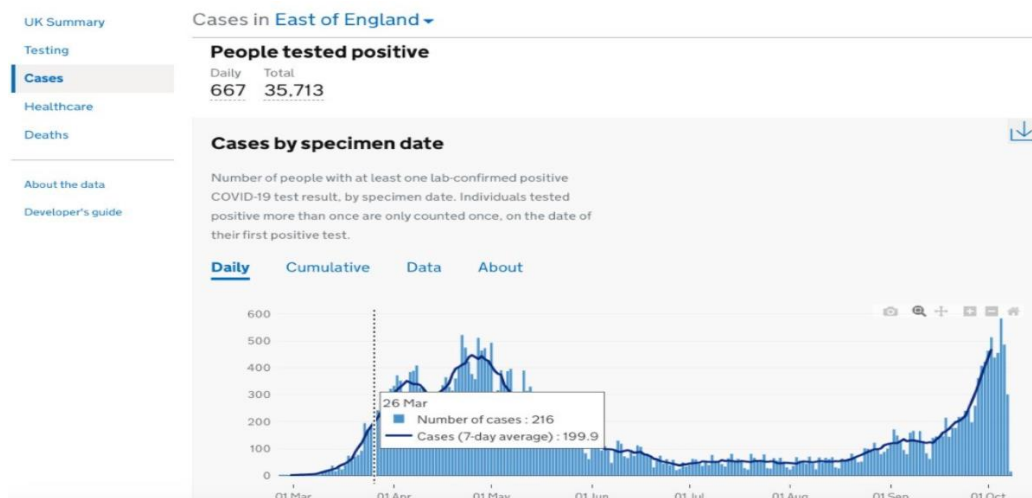 UK Summary
Testing
Cases
Healthcare
Deaths
About the data
Developer's guide
Cases in East of England
People tested positive
Daily Total
667 35,713
Cases by specimen date
Number of people with at least one lab-confirmed positive
COVID-19 test result, by specimen date. Individuals tested
positive more than once are only counted once, on the date of
their first positive test.
Daily Cumulative Data About
600
500
400
300
200
100
0
26 Mar
Number of cases : 216
Cases (7-day average) : 199.9
01 Mar 01 Apr 01 May 01 Jun 01 Jul 01 Aug 01 Sep 01 Oct